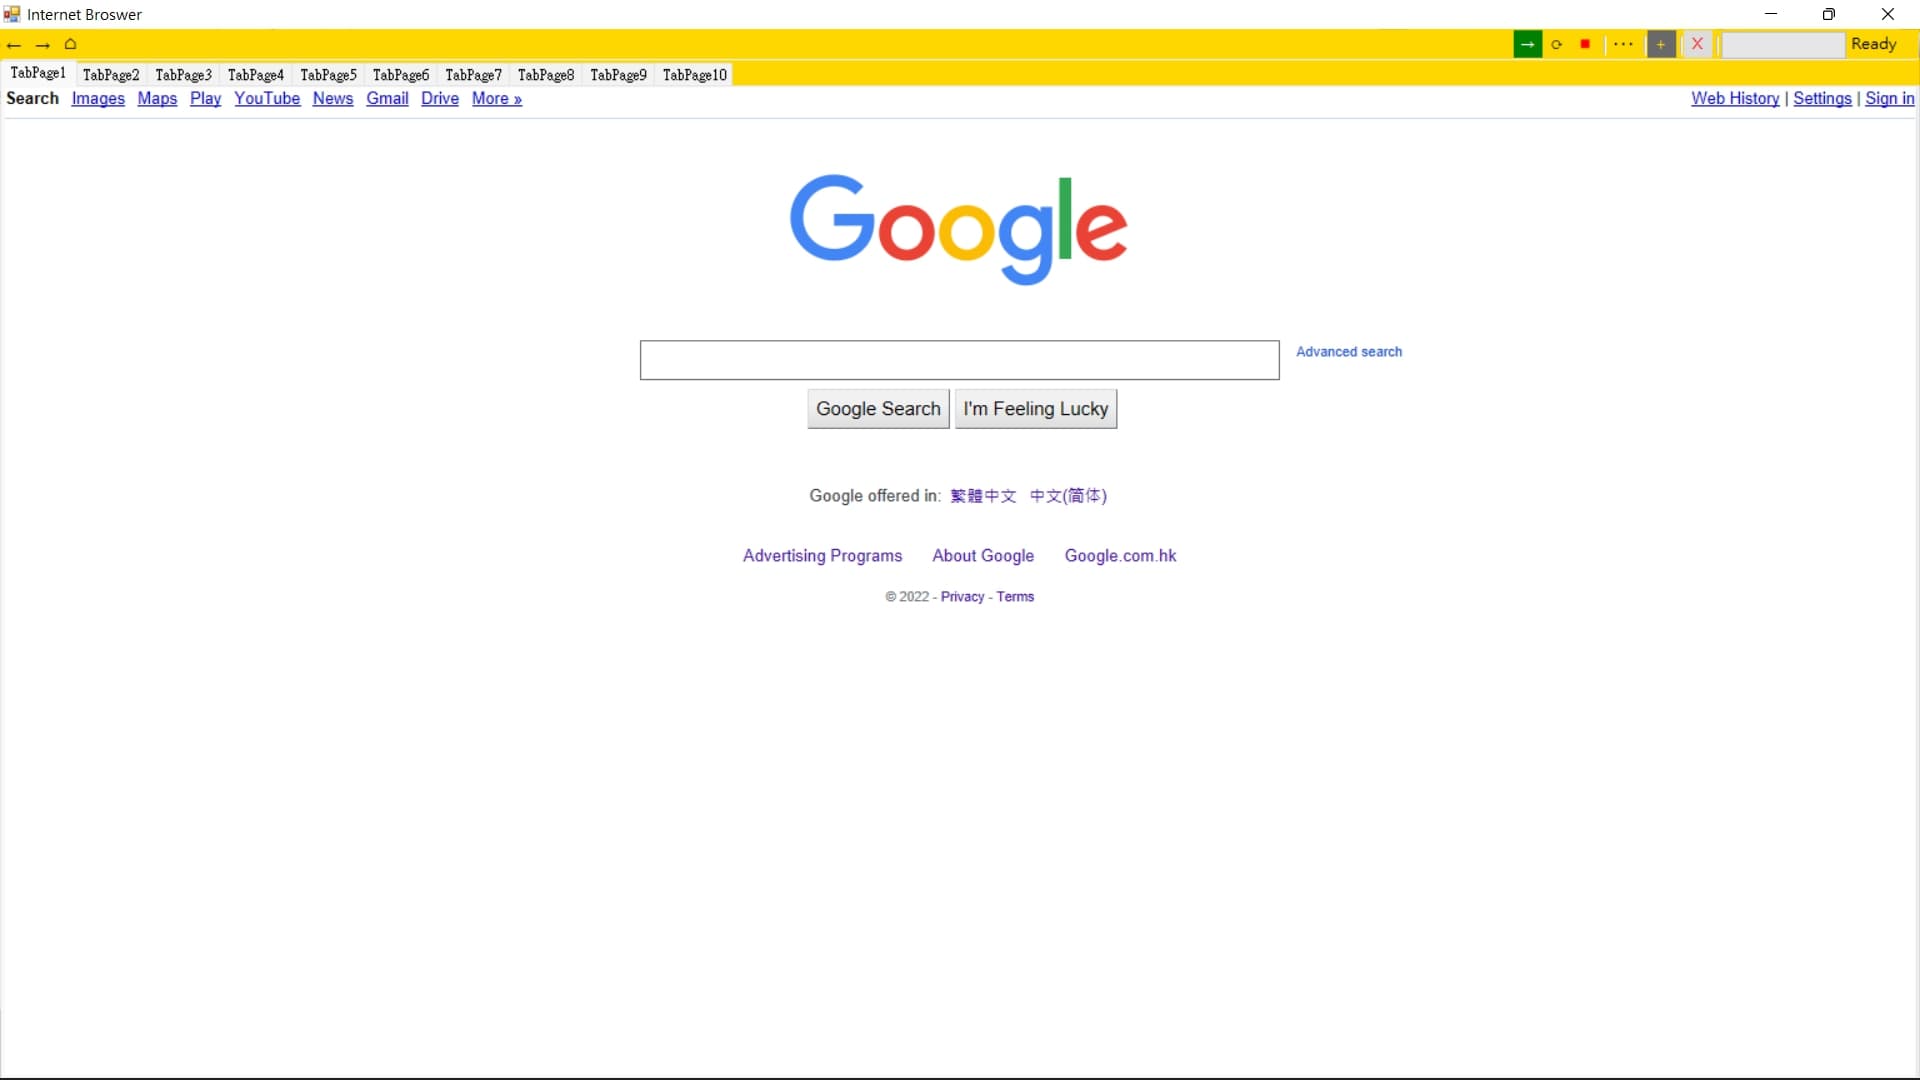 Internet Broswer
← → ⌂ → ⟳ ■ ··· + X Ready
TabPage1 TabPage2 TabPage3 TabPage4 TabPage5 TabPage6 TabPage7 TabPage8 TabPage9 TabPage10
Search Images Maps Play YouTube News Gmail Drive More » Web History | Settings | Sign in
Google
Advanced search
Google Search I'm Feeling Lucky
Google offered in: 繁體中文 中文(简体)
Advertising Programs About Google Google.com.hk
© 2022 - Privacy - Terms